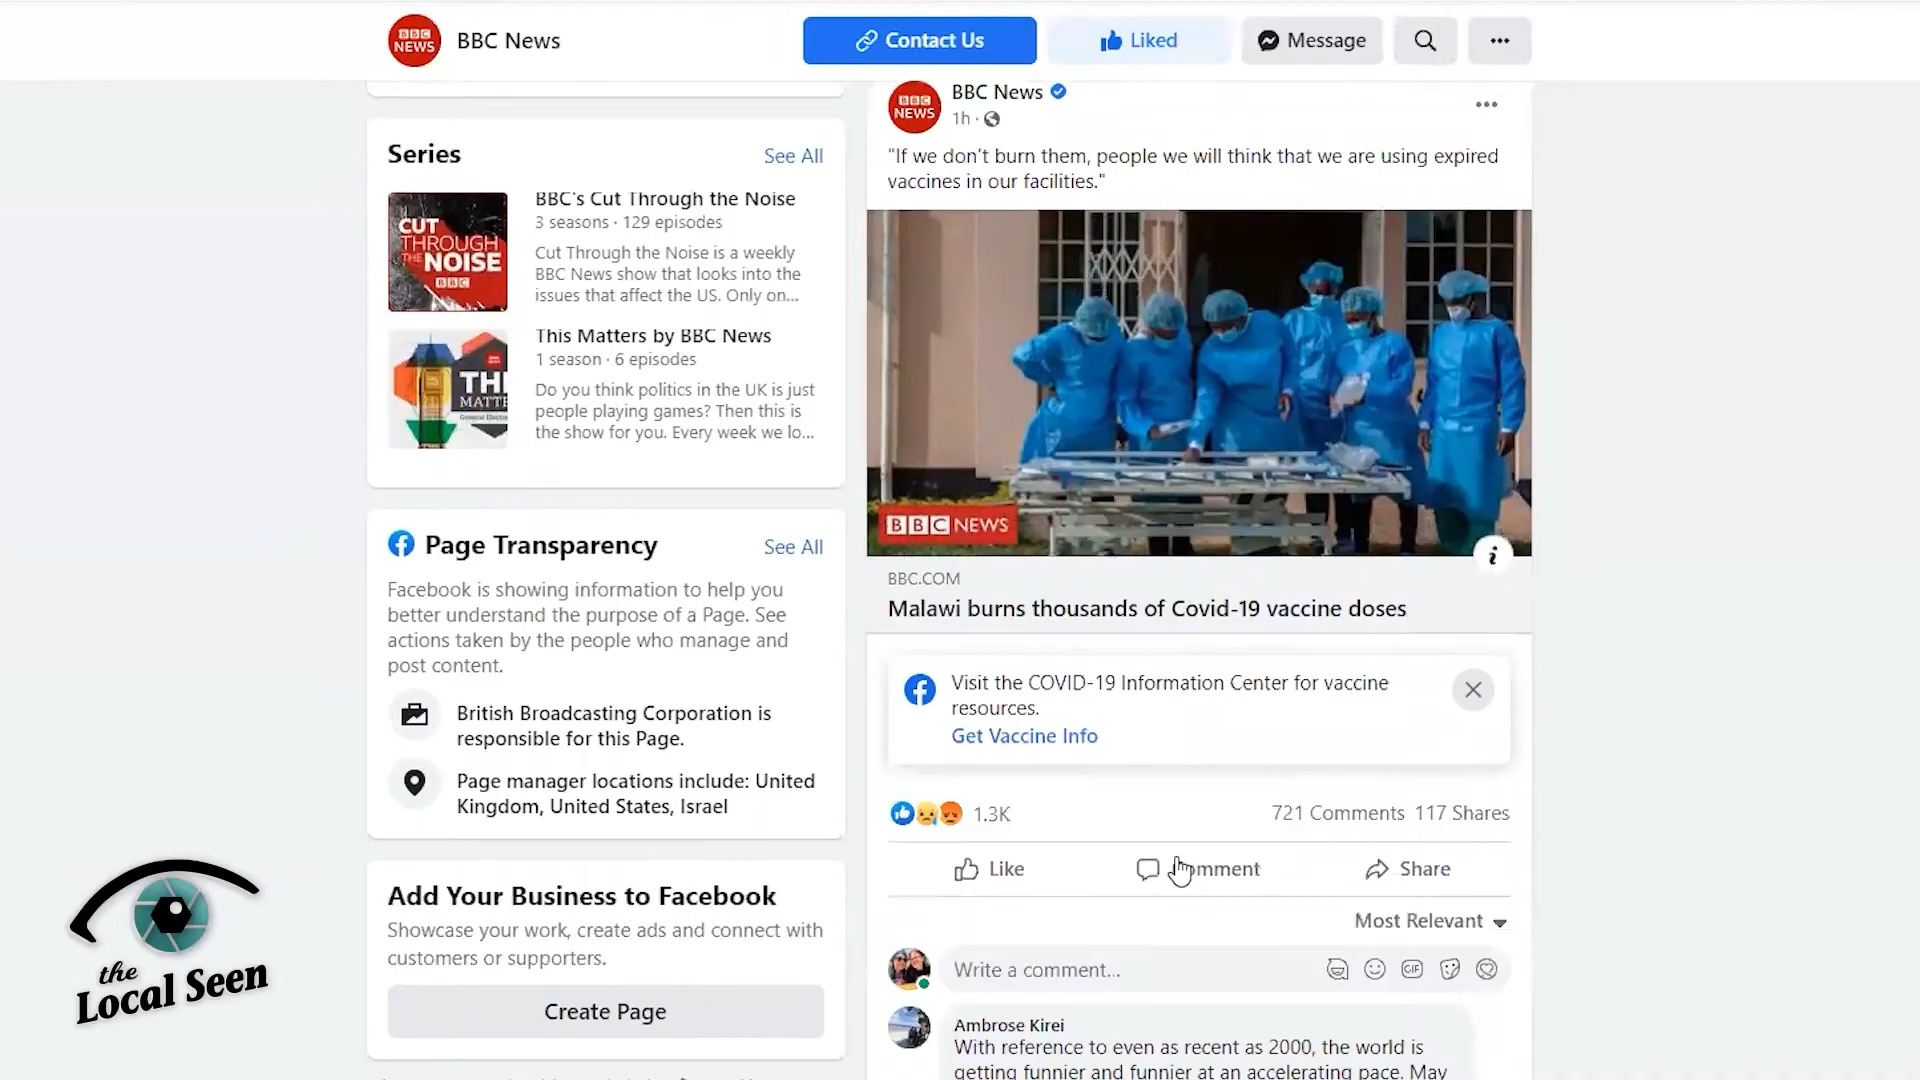 BBC
NEWS
BBC News
Contact Us
Liked
Message
Series
See All
CUT
THROUGH
THE NOISE
BBC
BBC's Cut Through the Noise
3 seasons · 129 episodes
Cut Through the Noise is a weekly
BBC News show that looks into the
issues that affect the US. Only on...
THI
MATTE
This Matters by BBC News
1 season · 6 episodes
Do you think politics in the UK is just
people playing games? Then this is
the show for you. Every week we lo...
Page Transparency
See All
Facebook is showing information to help you
better understand the purpose of a Page. See
actions taken by the people who manage and
post content.
British Broadcasting Corporation is
responsible for this Page.
Page manager locations include: United
Kingdom, United States, Israel
Add Your Business to Facebook
Showcase your work, create ads and connect with
customers or supporters.
Create Page
BBC
NEWS
BBC News
1h ·
"If we don't burn them, people we will think that we are using expired
vaccines in our facilities."
BBC NEWS
i
BBC.COM
Malawi burns thousands of Covid-19 vaccine doses
Visit the COVID-19 Information Center for vaccine
resources.
Get Vaccine Info
1.3K
721 Comments 117 Shares
Like
omment
Share
Most Relevant
Write a comment...
GIF
Ambrose Kirei
With reference to even as recent as 2000, the world is
getting funnier and funnier at an accelerating pace. May
the
Local Seen